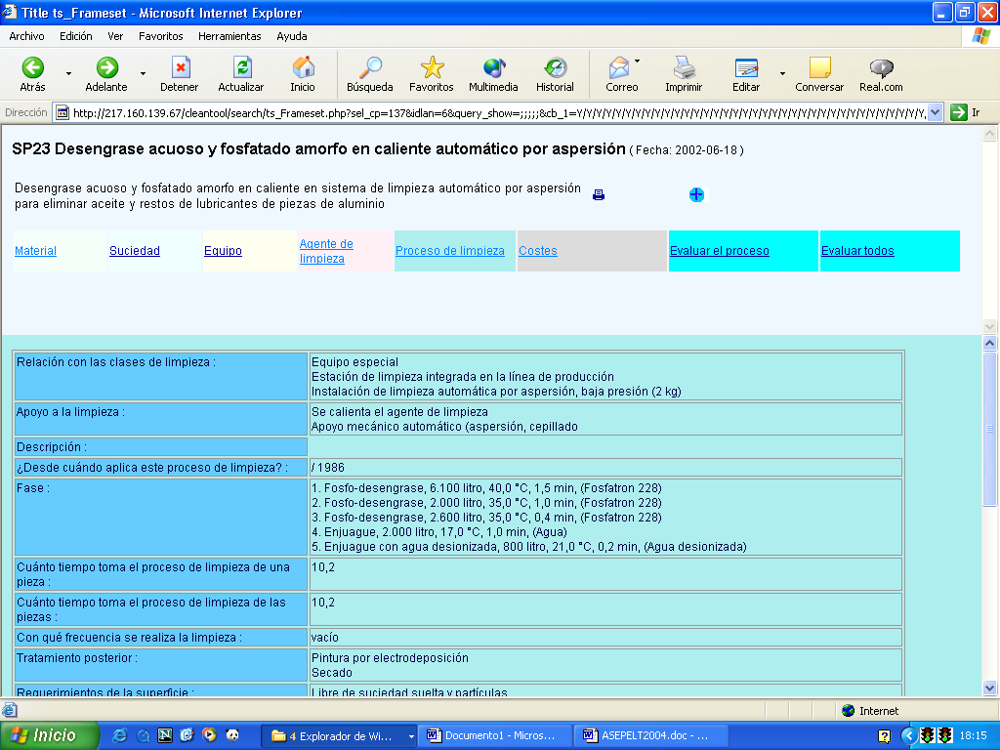 Title ts_Frameset - Microsoft Internet Explorer
Archivo Edición Ver Favoritos Herramientas Ayuda
Atrás Adelante Detener Actualizar Inicio Búsqueda Favoritos Multimedia Historial Correo Imprimir Editar Conversar Real.com
Dirección http://217.160.139.67/cleantool/search/ts_Frameset.php?sel_cp=137&idlan=6&query_show=;;;;;&cb_1=Y/Y/Y/Y/Y/Y/Y/Y/Y/Y/Y/Y/Y/Y/Y/Y/Y/Y/Y/Y/Y/Y/Y/Y/Y/Y/Y/Y/Y/Y/Y/Y/Y/Y/Y, Ir
SP23 Desengrase acuoso y fosfatado amorfo en caliente automático por aspersión ( Fecha: 2002-06-18 )
Desengrase acuoso y fosfatado amorfo en caliente en sistema de limpieza automático por aspersión
para eliminar aceite y restos de lubricantes de piezas de aluminio
Material Suciedad Equipo Agente de limpieza Proceso de limpieza Costes Evaluar el proceso Evaluar todos
Relación con las clases de limpieza : Equipo especial
Estación de limpieza integrada en la línea de producción
Instalación de limpieza automática por aspersión, baja presión (2 kg)
Apoyo a la limpieza : Se calienta el agente de limpieza
Apoyo mecánico automático (aspersión, cepillado
Descripción :
¿Desde cuándo aplica este proceso de limpieza? : / 1986
Fase : 1. Fosfo-desengrase, 6.100 litro, 40,0 °C, 1,5 min, (Fosfatron 228)
2. Fosfo-desengrase, 2.000 litro, 35,0 °C, 1,0 min, (Fosfatron 228)
3. Fosfo-desengrase, 2.600 litro, 35,0 °C, 0,4 min, (Fosfatron 228)
4. Enjuague, 2.000 litro, 17,0 °C, 1,0 min, (Agua)
5. Enjuague con agua desionizada, 800 litro, 21,0 °C, 0,2 min, (Agua desionizada)
Cuánto tiempo toma el proceso de limpieza de una pieza : 10,2
Cuánto tiempo toma el proceso de limpieza de las piezas : 10,2
Con qué frecuencia se realiza la limpieza : vacío
Tratamiento posterior : Pintura por electrodeposición
Secado
Requerimientos de la superficie : Libre de suciedad suelta y partículas
Internet
Inicio 4 Explorador de Wi... Documento1 - Micros... ASEPELT2004.doc - ... 18:15